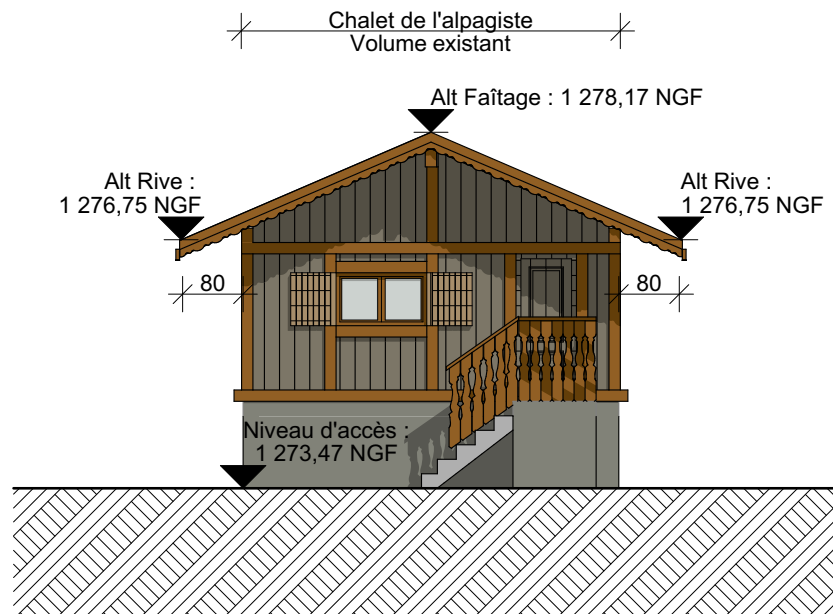 Chalet de l'alpagiste
Volume existant
Alt Faîtage : 1 278,17 NGF
Alt Rive :
1 276,75 NGF
Alt Rive :
1 276,75 NGF
80
80
Niveau d'accès :
1 273,47 NGF